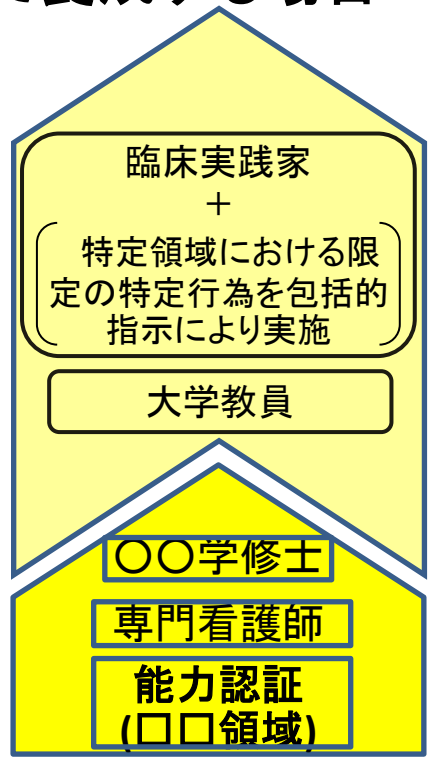 臨床実践家
+
特定領域における限
定の特定行為を包括的
指示により実施
大学教員
〇〇学修士
専門看護師
能力認証
(□□領域)